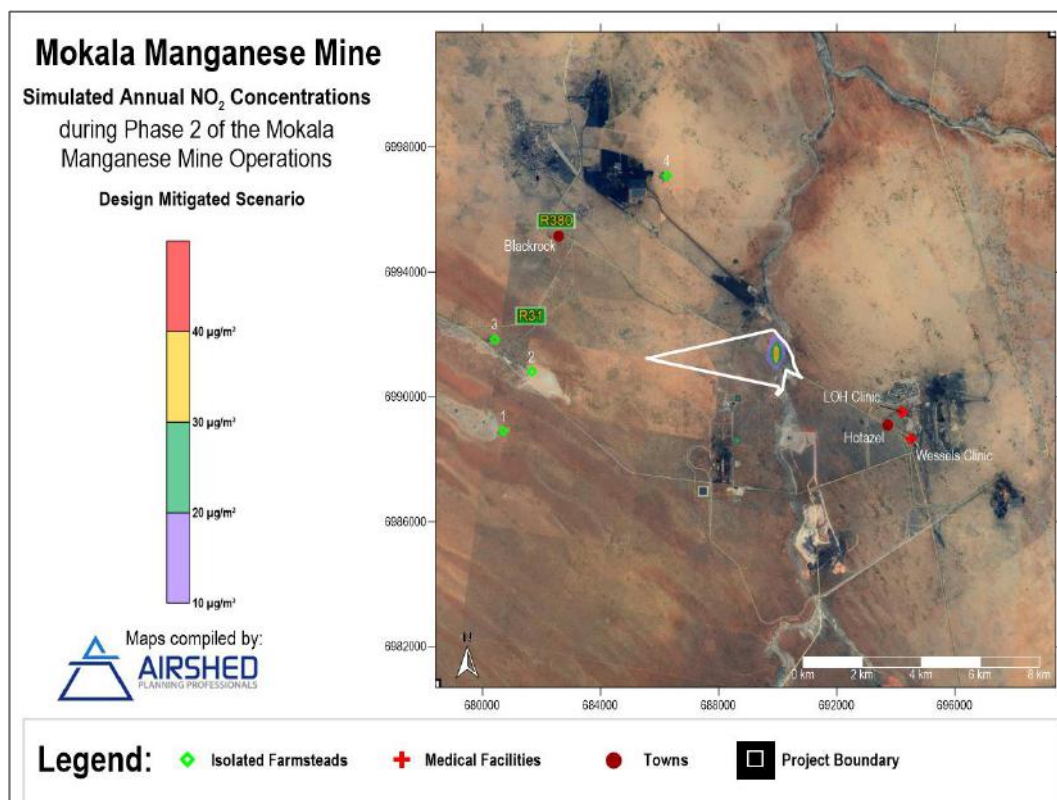 Mokala Manganese Mine
Simulated Annual NO₂ Concentrations
during Phase 2 of the Mokala
Manganese Mine Operations
Design Mitigated Scenario
40 µg/m³
30 µg/m³
20 µg/m³
10 µg/m³
Maps compiled by:
AIRSHED
PLANNING PROFESSIONALS
6998000
6994000
6990000
6986000
6982000
4
R380
Blackrock
R31
3
2
1
LOH Clinic
Hotazel
Wessels Clinic
N
0 km 2 km 4 km 6 km 8 km
680000 684000 688000 692000 696000
Legend: Isolated Farmsteads Medical Facilities Towns Project Boundary